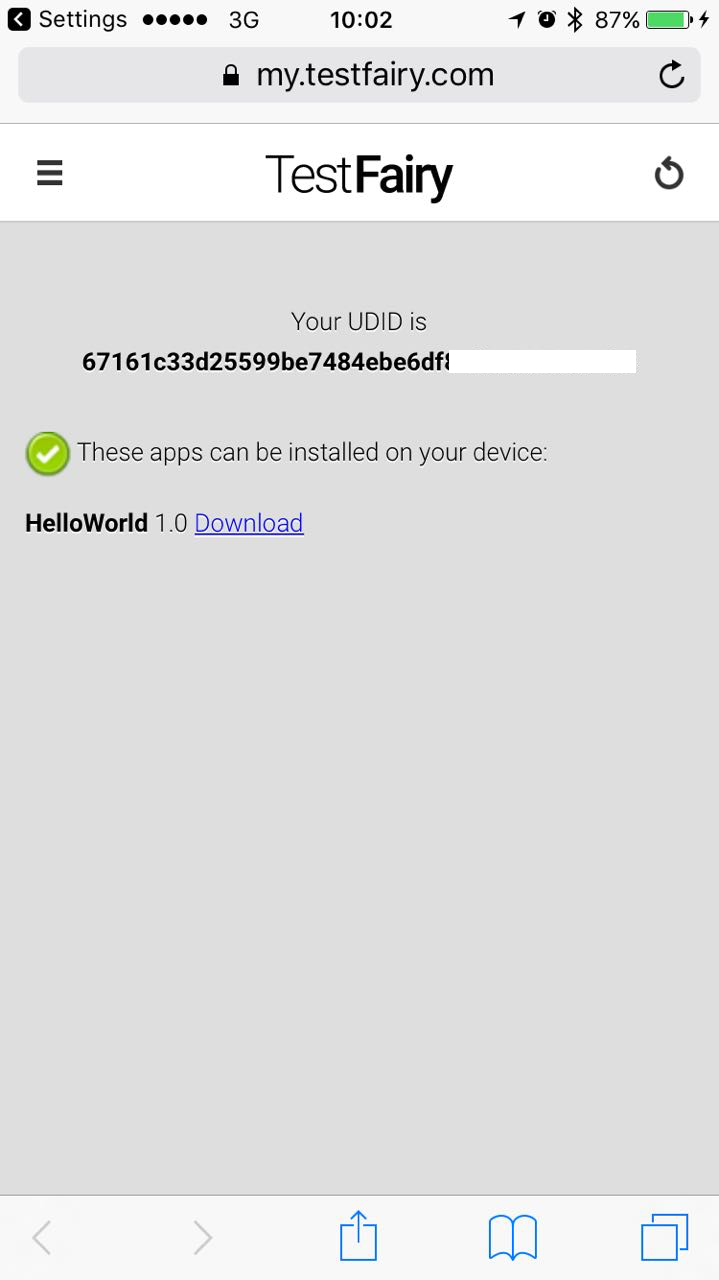 Settings 3G 10:02 87%
my.testfairy.com
TestFairy
Your UDID is
67161c33d25599be7484ebe6df
These apps can be installed on your device:
HelloWorld 1.0 Download